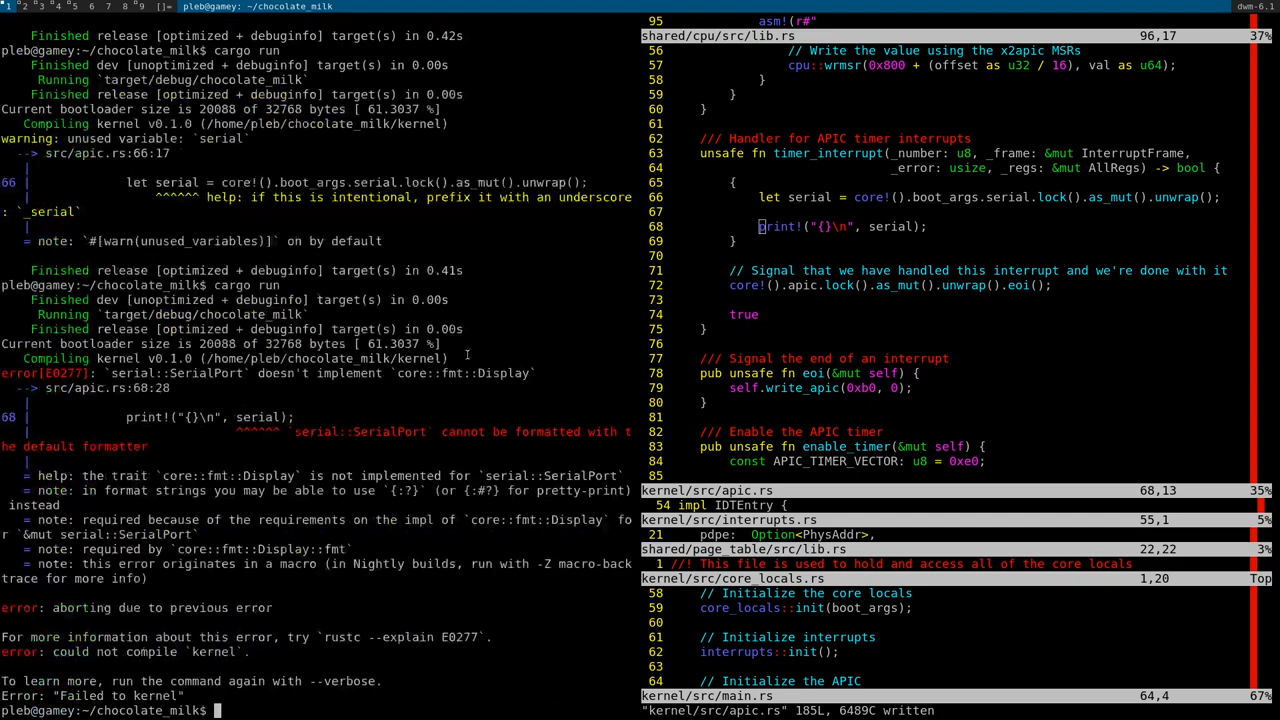 1 2 3 4 5 6 7 8 9 []= pleb@gamey: ~/chocolate_milk dwm-6.1
Finished release [optimized + debuginfo] target(s) in 0.42s
pleb@gamey:~/chocolate_milk$ cargo run
Finished dev [unoptimized + debuginfo] target(s) in 0.00s
Running `target/debug/chocolate_milk`
Finished release [optimized + debuginfo] target(s) in 0.00s
Current bootloader size is 20088 of 32768 bytes [ 61.3037 %]
Compiling kernel v0.1.0 (/home/pleb/chocolate_milk/kernel)
warning: unused variable: `serial`
--> src/apic.rs:66:17
|
66 | let serial = core!().boot_args.serial.lock().as_mut().unwrap();
| ^^^^^^ help: if this is intentional, prefix it with an underscore
: `_serial`
|
= note: `#[warn(unused_variables)]` on by default
Finished release [optimized + debuginfo] target(s) in 0.41s
pleb@gamey:~/chocolate_milk$ cargo run
Finished dev [unoptimized + debuginfo] target(s) in 0.00s
Running `target/debug/chocolate_milk`
Finished release [optimized + debuginfo] target(s) in 0.00s
Current bootloader size is 20088 of 32768 bytes [ 61.3037 %]
Compiling kernel v0.1.0 (/home/pleb/chocolate_milk/kernel)
error[E0277]: `serial::SerialPort` doesn't implement `core::fmt::Display`
--> src/apic.rs:68:28
|
68 | print!("{}\n", serial);
| ^^^^^^ `serial::SerialPort` cannot be formatted with t
he default formatter
|
= help: the trait `core::fmt::Display` is not implemented for `serial::SerialPort`
= note: in format strings you may be able to use `{:?}` (or {:#?} for pretty-print)
instead
= note: required because of the requirements on the impl of `core::fmt::Display` fo
r `&mut serial::SerialPort`
= note: required by `core::fmt::Display::fmt`
= note: this error originates in a macro (in Nightly builds, run with -Z macro-back
trace for more info)
error: aborting due to previous error
For more information about this error, try `rustc --explain E0277`.
error: could not compile `kernel`.
To learn more, run the command again with --verbose.
Error: "Failed to kernel"
pleb@gamey:~/chocolate_milk$
95 asm!(r#"
shared/cpu/src/lib.rs 96,17 37%
56 // Write the value using the x2apic MSRs
57 cpu::wrmsr(0x800 + (offset as u32 / 16), val as u64);
58 }
59 }
60 }
61
62 /// Handler for APIC timer interrupts
63 unsafe fn timer_interrupt(_number: u8, _frame: &mut InterruptFrame,
64 _error: usize, _regs: &mut AllRegs) -> bool {
65 {
66 let serial = core!().boot_args.serial.lock().as_mut().unwrap();
67
68 print!("{}\n", serial);
69 }
70
71 // Signal that we have handled this interrupt and we're done with it
72 core!().apic.lock().as_mut().unwrap().eoi();
73
74 true
75 }
76
77 /// Signal the end of an interrupt
78 pub unsafe fn eoi(&mut self) {
79 self.write_apic(0xb0, 0);
80 }
81
82 /// Enable the APIC timer
83 pub unsafe fn enable_timer(&mut self) {
84 const APIC_TIMER_VECTOR: u8 = 0xe0;
85
kernel/src/apic.rs 68,13 35%
54 impl IDTEntry {
kernel/src/interrupts.rs 55,1 5%
21 pdpe: Option<PhysAddr>,
shared/page_table/src/lib.rs 22,22 3%
1 //! This file is used to hold and access all of the core locals
kernel/src/core_locals.rs 1,20 Top
58 // Initialize the core locals
59 core_locals::init(boot_args);
60
61 // Initialize interrupts
62 interrupts::init();
63
64 // Initialize the APIC
kernel/src/main.rs 64,4 67%
"kernel/src/apic.rs" 185L, 6489C written